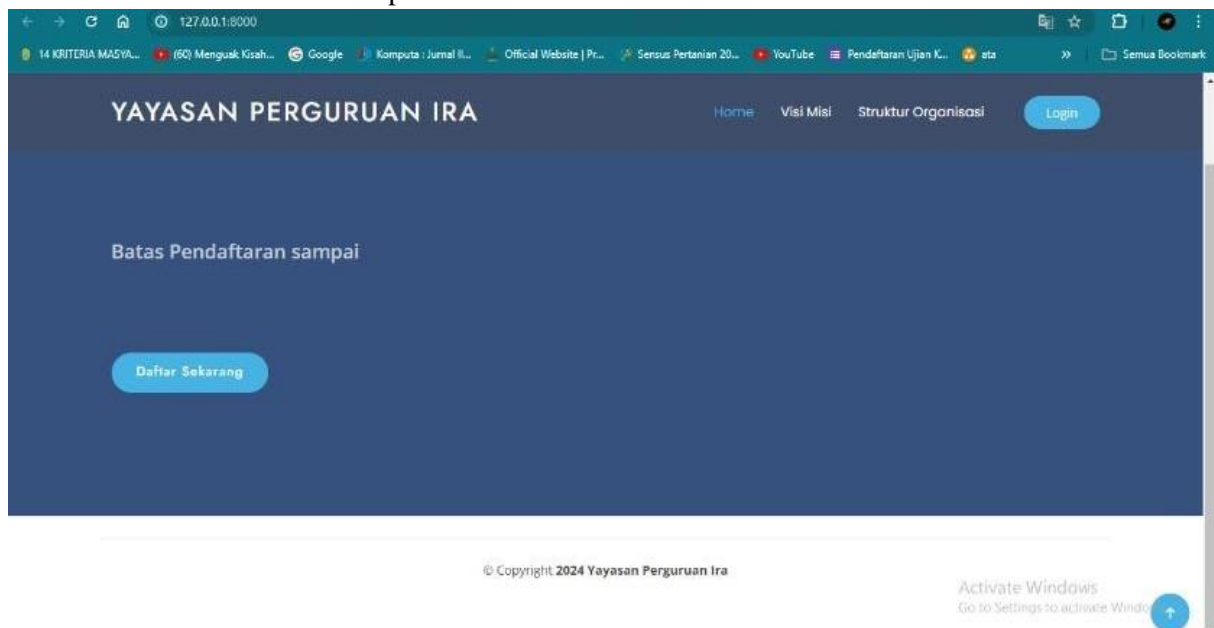 127.0.0.1:8000
14 KRITERIA MASYA... (60) Menguak Kisah... Google Komputa : Jurnal Il... Official Website | Pr... Sensus Pertanian 20... YouTube Pendaftaran Ujian K... ata » Semua Bookmark
YAYASAN PERGURUAN IRA Home Visi Misi Struktur Organisasi Login
Batas Pendaftaran sampai
Daftar Sekarang
© Copyright 2024 Yayasan Perguruan Ira
Activate Windows
Go to Settings to activate Windo